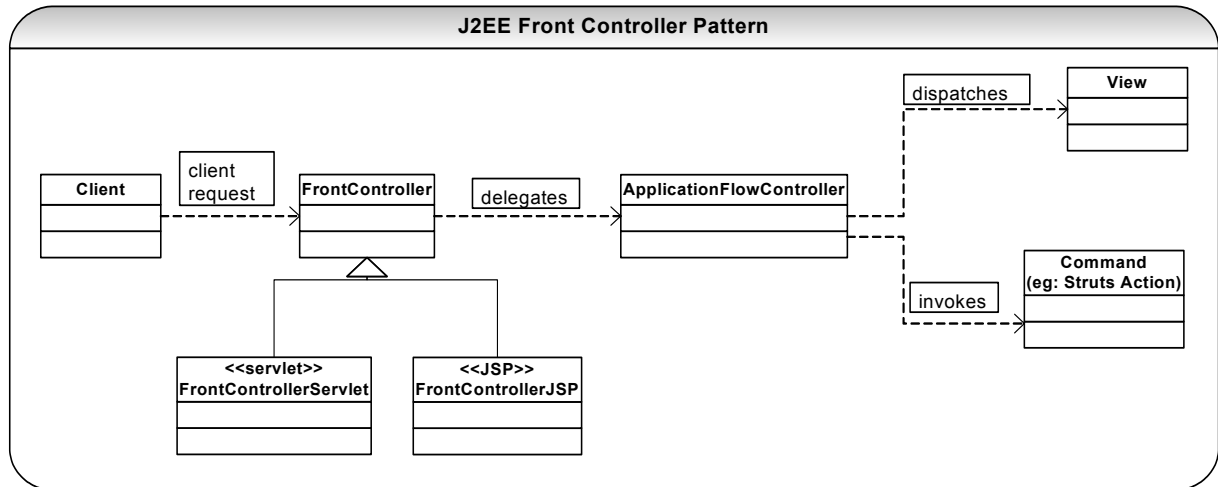 J2EE Front Controller Pattern
dispatches
View
client
request
Client
FrontController
delegates
ApplicationFlowController
Command
(eg: Struts Action)
invokes
<<servlet>>
FrontControllerServlet
<<JSP>>
FrontControllerJSP